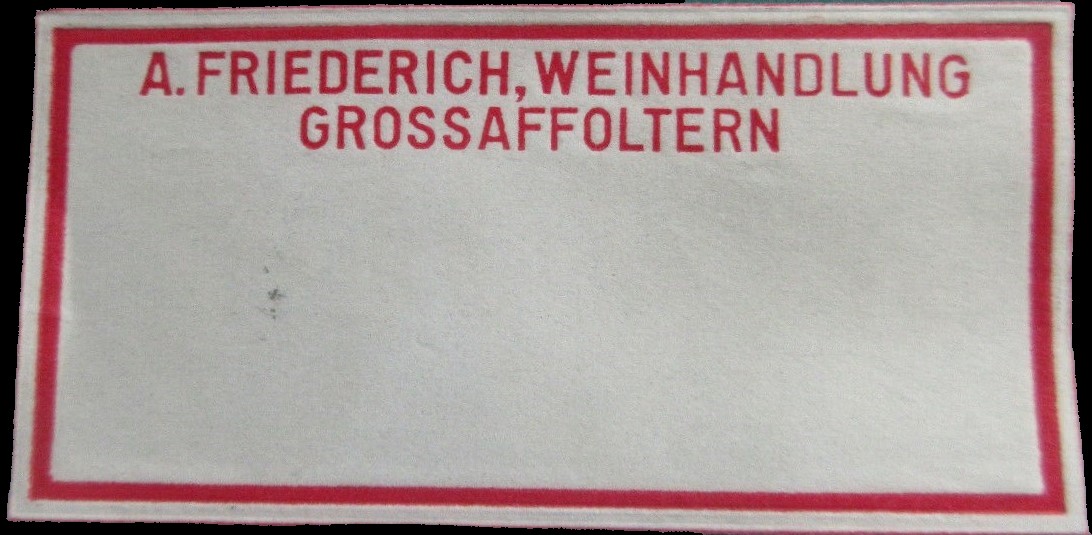 A. FRIEDERICH, WEINHANDLUNG
GROSSAFFOLTERN